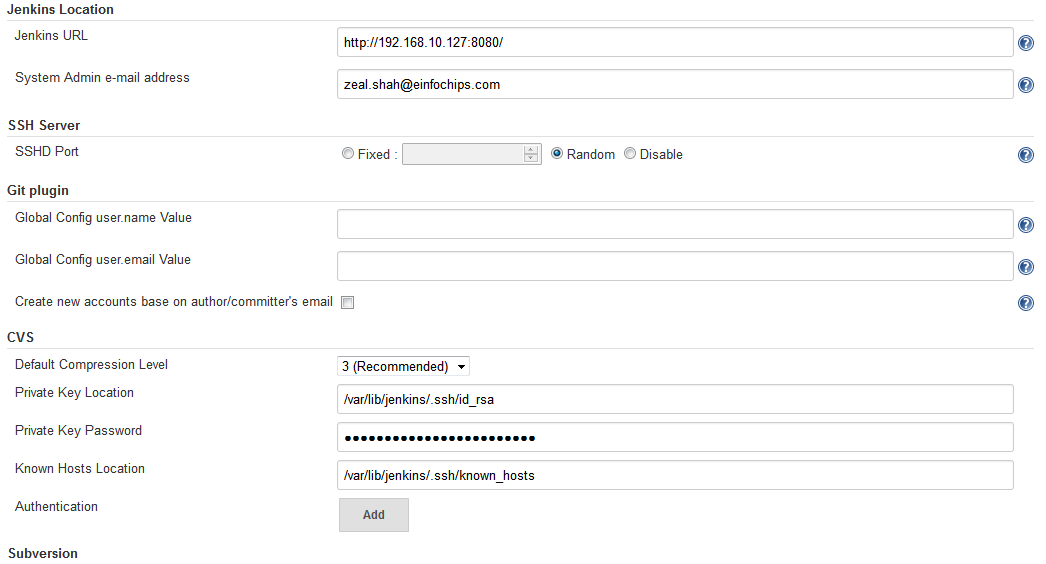 Jenkins Location
Jenkins URL
http://192.168.10.127:8080/
System Admin e-mail address
zeal.shah@einfochips.com
SSH Server
SSHD Port
Fixed : Random Disable
Git plugin
Global Config user.name Value
Global Config user.email Value
Create new accounts base on author/committer's email
CVS
Default Compression Level
3 (Recommended)
Private Key Location
/var/lib/jenkins/.ssh/id_rsa
Private Key Password
••••••••••••••••••••••••
Known Hosts Location
/var/lib/jenkins/.ssh/known_hosts
Authentication
Add
Subversion